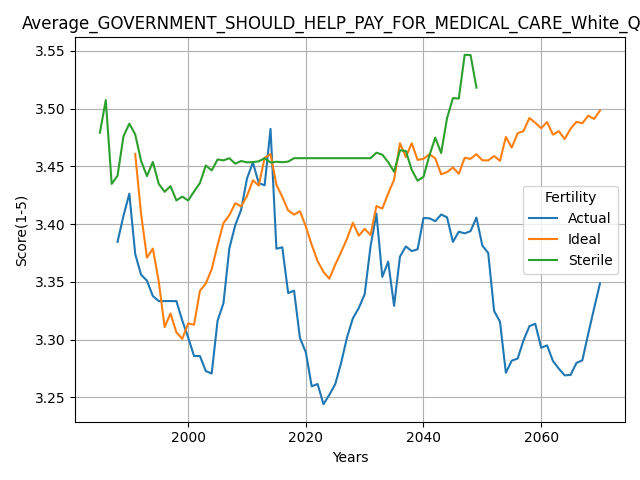 Average_GOVERNMENT_SHOULD_HELP_PAY_FOR_MEDICAL_CARE_White_Q
3.55
3.50
3.45
3.40
3.35
3.30
3.25
Score(1-5)
Fertility
Actual
Ideal
Sterile
2000
2020
2040
2060
Years